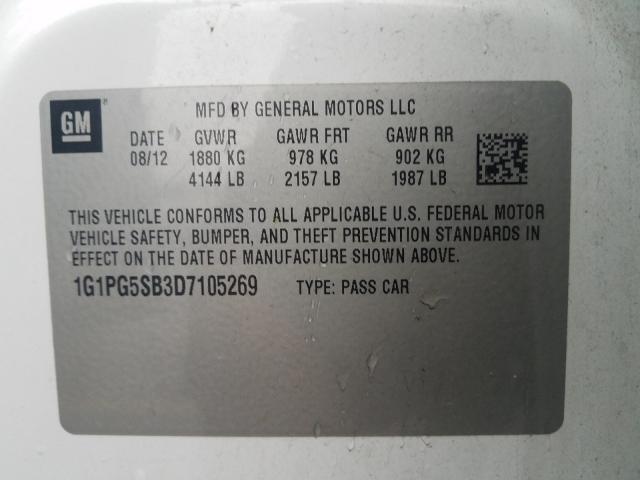 GM
MFD BY GENERAL MOTORS LLC
DATE GVWR GAWR FRT GAWR RR
08/12 1880 KG 978 KG 902 KG
4144 LB 2157 LB 1987 LB
THIS VEHICLE CONFORMS TO ALL APPLICABLE U.S. FEDERAL MOTOR
VEHICLE SAFETY, BUMPER, AND THEFT PREVENTION STANDARDS IN
EFFECT ON THE DATE OF MANUFACTURE SHOWN ABOVE.
1G1PG5SB3D7105269 TYPE: PASS CAR